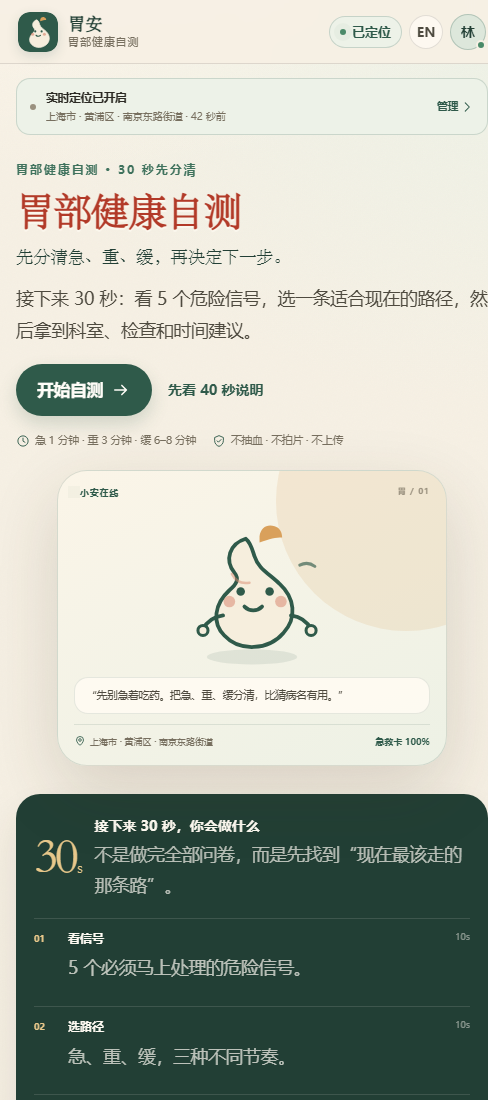 胃安
胃部健康自测
已定位
EN
林
实时定位已开启
上海市 · 黄浦区 · 南京东路街道 · 42 秒前
管理
胃部健康自测 • 30 秒先分清
胃部健康自测
先分清急、重、缓，再决定下一步。
接下来 30 秒：看 5 个危险信号，选一条适合现在的路径，然
后拿到科室、检查和时间建议。
开始自测 →
先看 40 秒说明
急 1 分钟 · 重 3 分钟 · 缓 6–8 分钟
不抽血 · 不拍片 · 不上传
小安在线
胃 / 01
“先别急着吃药。把急、重、缓分清，比猜病名有用。”
上海市 · 黄浦区 · 南京东路街道
急救卡 100%
接下来 30 秒，你会做什么
30s
不是做完全部问卷，而是先找到“现在最该走的
那条路”。
01
看信号
10s
5 个必须马上处理的危险信号。
02
选路径
10s
急、重、缓，三种不同节奏。